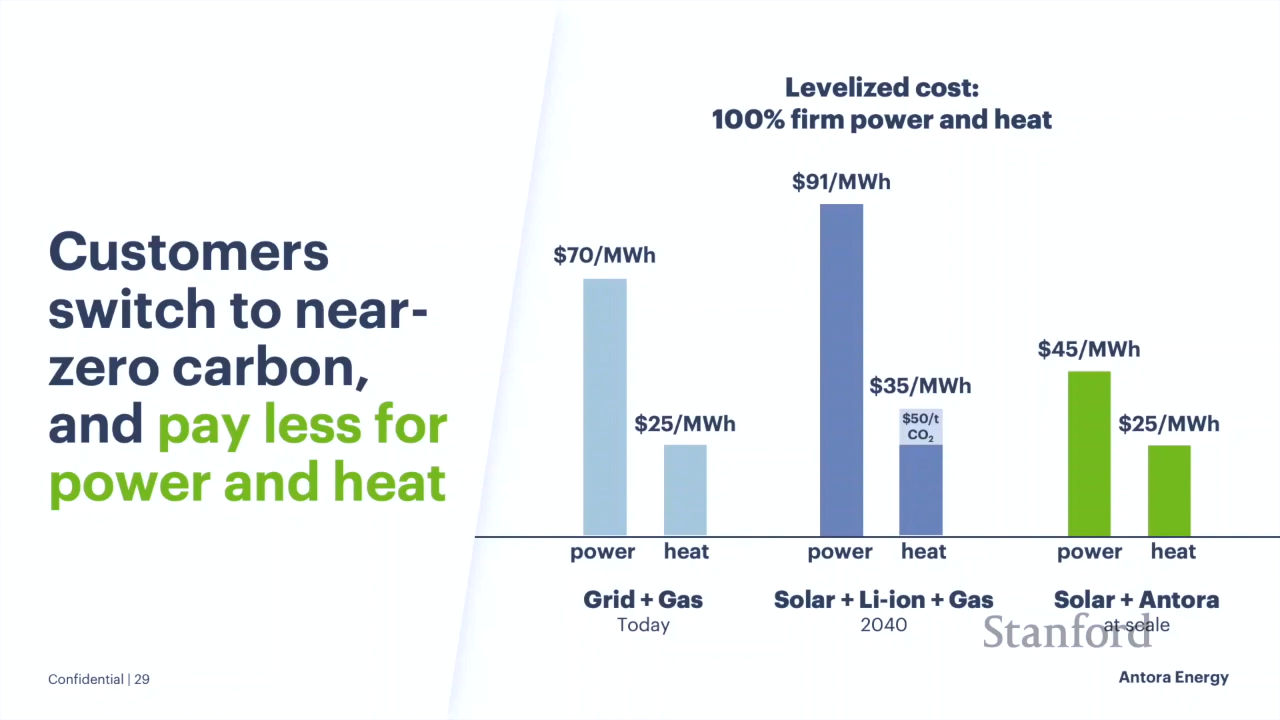 Customers
switch to near-
zero carbon,
and pay less for
power and heat
Levelized cost:
100% firm power and heat
$70/MWh
$25/MWh
power
heat
Grid + Gas
Today
$91/MWh
$35/MWh
$50/t
CO₂
power
heat
Solar + Li-ion + Gas
2040
$45/MWh
$25/MWh
power
heat
Solar + Antora
at scale
Stanford
Confidential | 29
Antora Energy